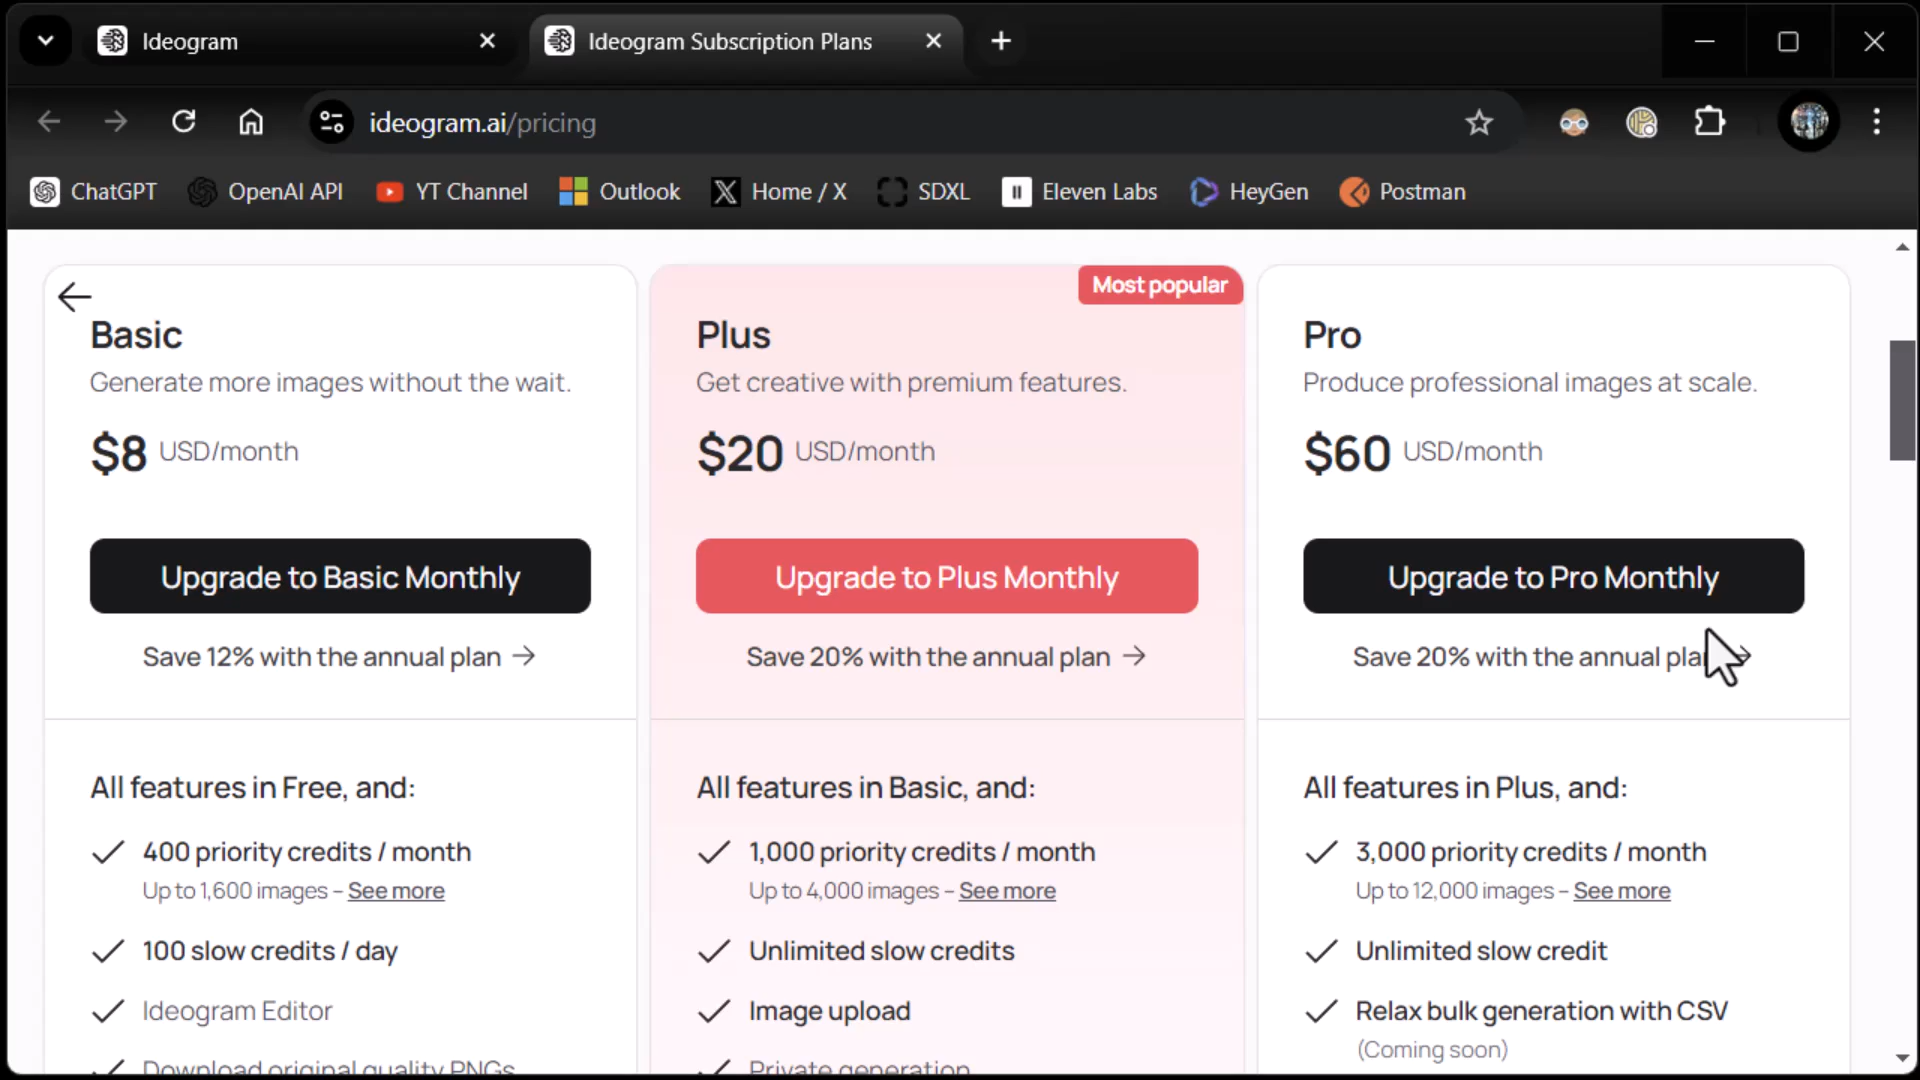 Ideogram
Ideogram Subscription Plans
ideogram.ai/pricing
ChatGPT
OpenAI API
YT Channel
Outlook
Home / X
SDXL
Eleven Labs
HeyGen
Postman
Basic
Generate more images without the wait.
$8 USD/month
Upgrade to Basic Monthly
Save 12% with the annual plan →
All features in Free, and:
400 priority credits / month
Up to 1,600 images – See more
100 slow credits / day
Ideogram Editor
Download original quality PNGs
Most popular
Plus
Get creative with premium features.
$20 USD/month
Upgrade to Plus Monthly
Save 20% with the annual plan →
All features in Basic, and:
1,000 priority credits / month
Up to 4,000 images – See more
Unlimited slow credits
Image upload
Private generation
Pro
Produce professional images at scale.
$60 USD/month
Upgrade to Pro Monthly
Save 20% with the annual plan
All features in Plus, and:
3,000 priority credits / month
Up to 12,000 images – See more
Unlimited slow credit
Relax bulk generation with CSV
(Coming soon)